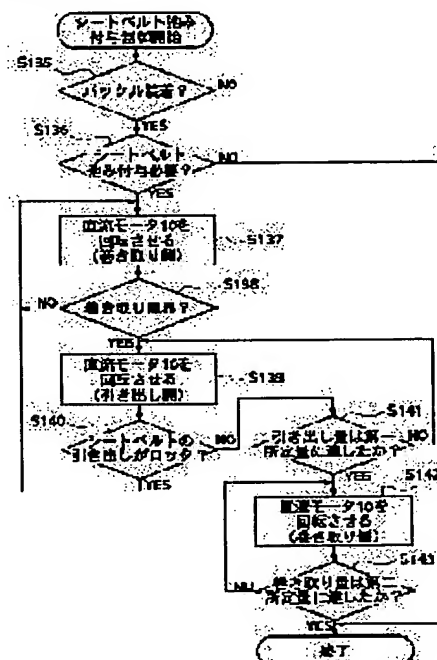 シートベルト弛み
付与制御開始
S135
バックル装着？
NO
YES
S136
シートベルト
弛み付与必要？
NO
YES
直流モータ10を
回転させる
(巻き取り側)
S137
巻き取り限界？
S138
NO
YES
直流モータ10を
回転させる
(引き出し側)
S139
S140
シートベルトの
引き出しがロック？
NO
YES
S141
引き出し量は第一
所定量に達したか？
NO
YES
S142
直流モータ10を
回転させる
(巻き取り側)
S143
巻き取り量は第二
所定量に達したか？
NO
YES
終了